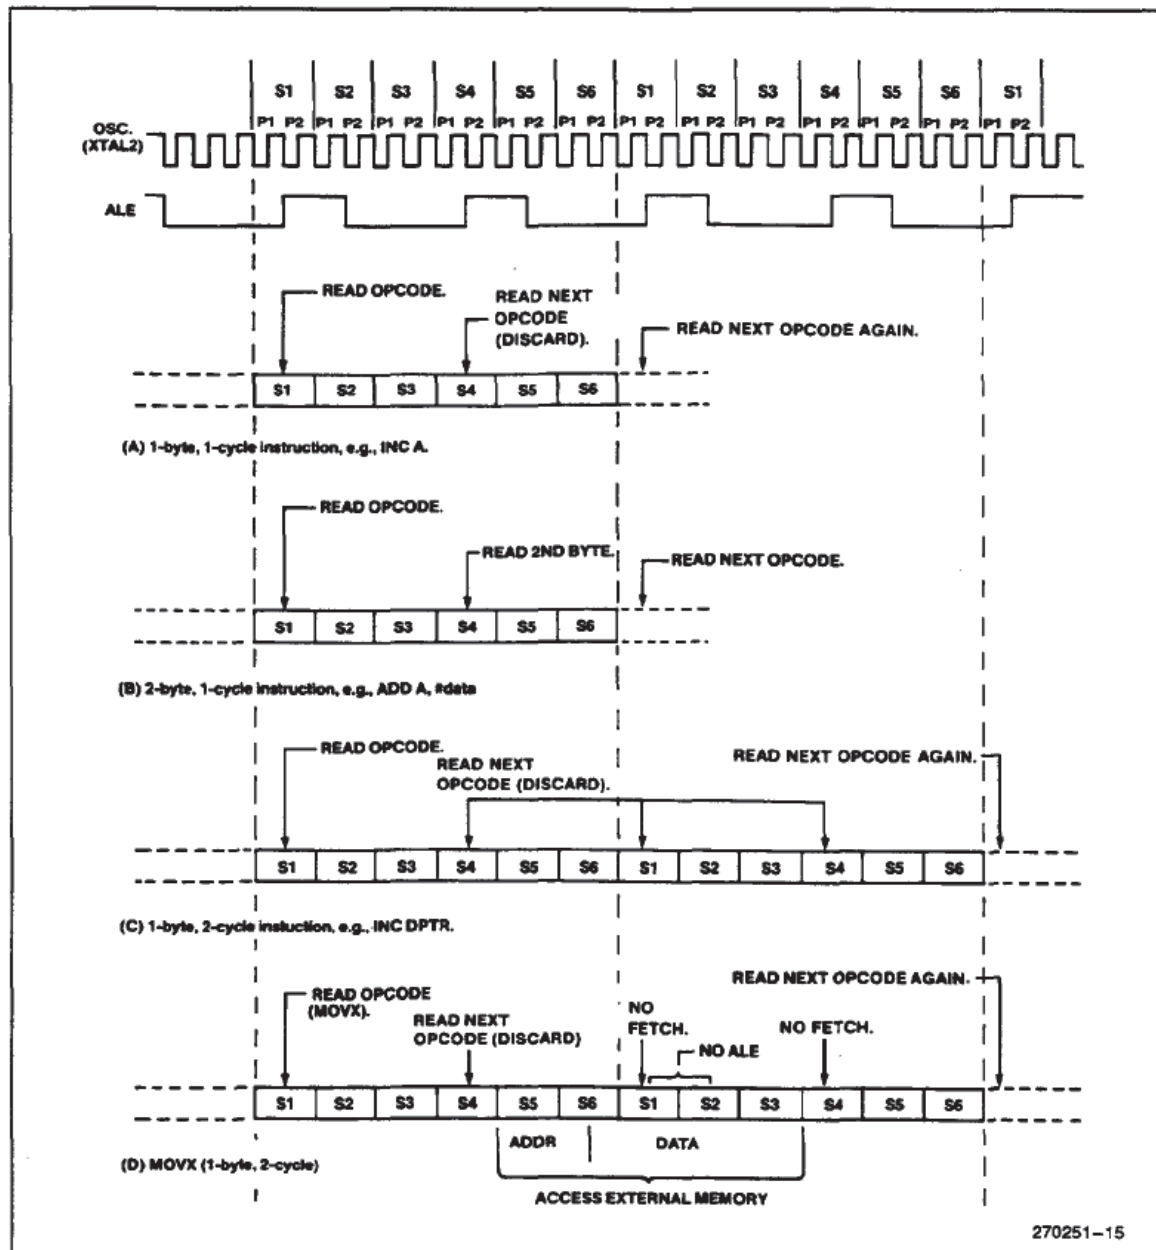 S1 S2 S3 S4 S5 S6 S1 S2 S3 S4 S5 S6 S1
P1 P2 P1 P2 P1 P2 P1 P2 P1 P2 P1 P2 P1 P2 P1 P2 P1 P2 P1 P2 P1 P2 P1 P2 P1 P2
OSC.
(XTAL2)
ALE
READ OPCODE.
READ NEXT
OPCODE
(DISCARD).
READ NEXT OPCODE AGAIN.
S1 S2 S3 S4 S5 S6
(A) 1-byte, 1-cycle instruction, e.g., INC A.
READ OPCODE.
READ 2ND BYTE.
READ NEXT OPCODE.
S1 S2 S3 S4 S5 S6
(B) 2-byte, 1-cycle instruction, e.g., ADD A, #data
READ OPCODE.
READ NEXT
OPCODE (DISCARD).
READ NEXT OPCODE AGAIN.
S1 S2 S3 S4 S5 S6 S1 S2 S3 S4 S5 S6
(C) 1-byte, 2-cycle instuction, e.g., INC DPTR.
READ OPCODE
(MOVX).
READ NEXT
OPCODE (DISCARD)
NO
FETCH.
NO ALE
NO FETCH.
READ NEXT OPCODE AGAIN.
S1 S2 S3 S4 S5 S6 S1 S2 S3 S4 S5 S6
ADDR DATA
(D) MOVX (1-byte, 2-cycle)
ACCESS EXTERNAL MEMORY
270251-15